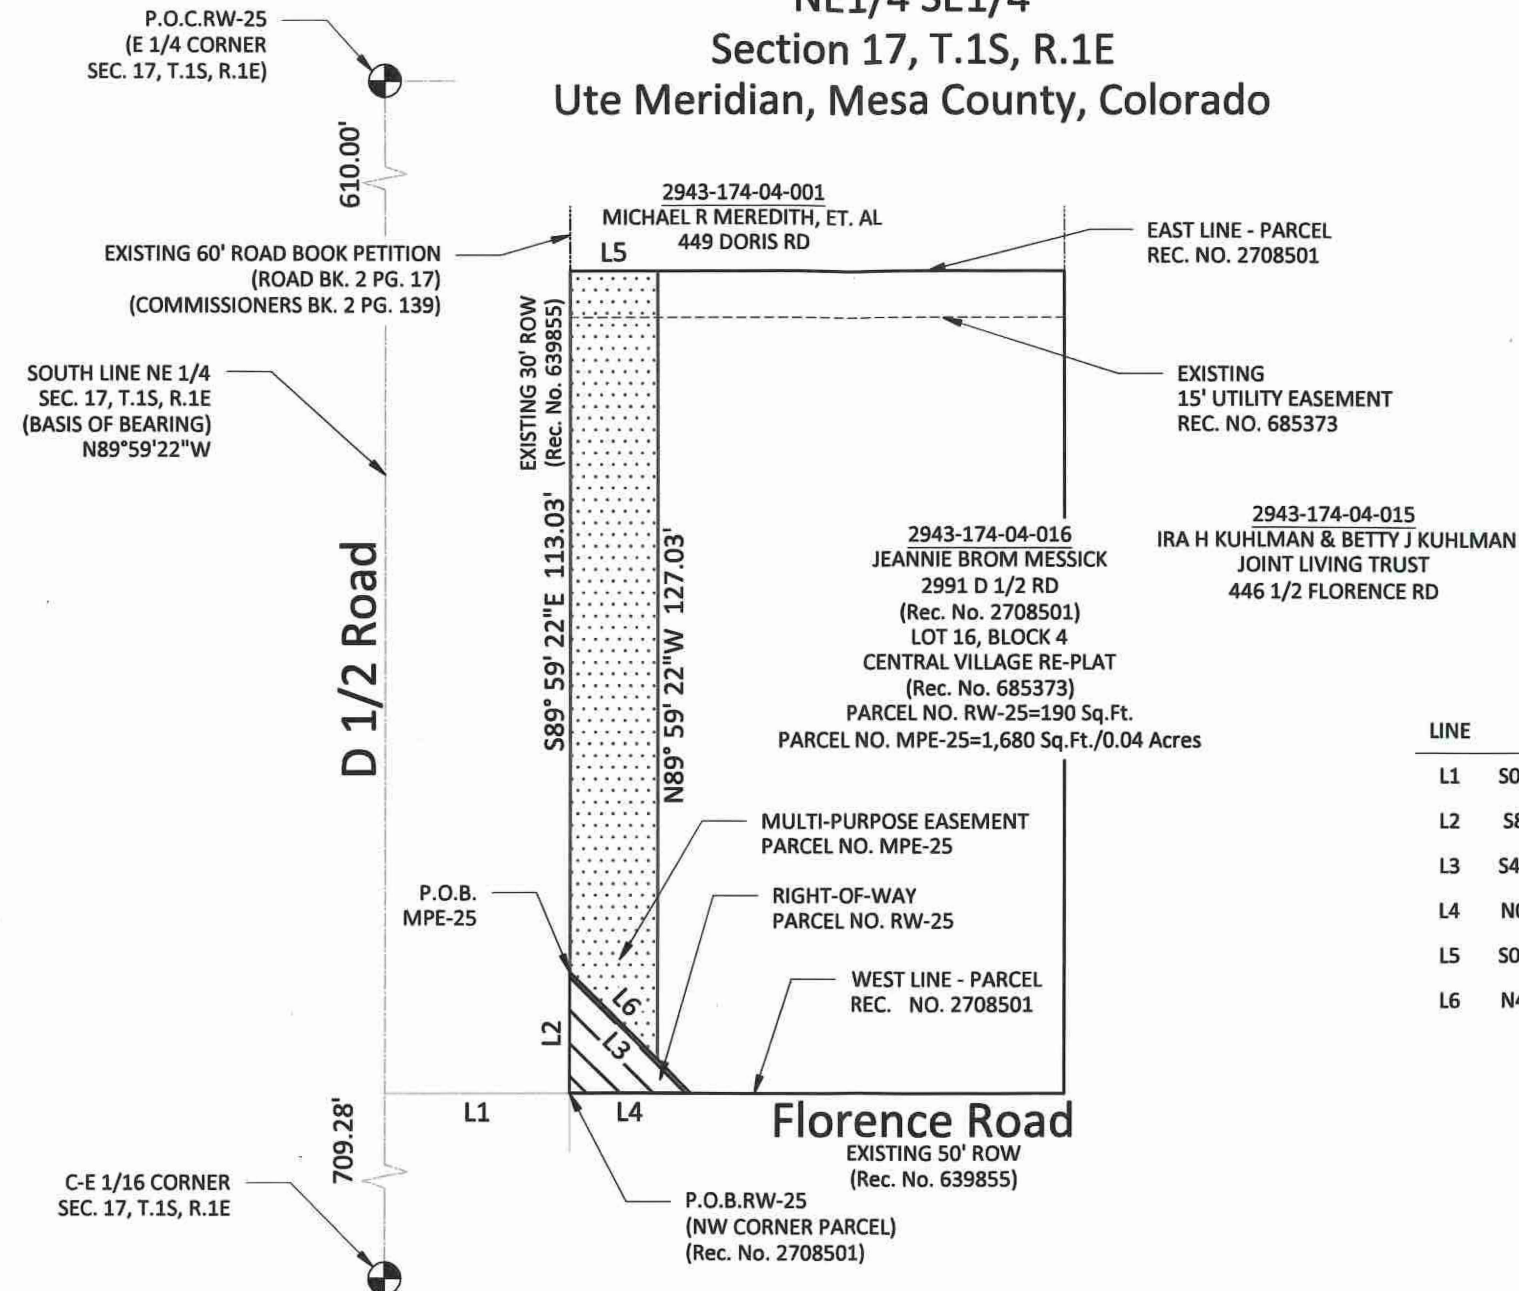 NE1/4 SE1/4
Section 17, T.1S, R.1E
Ute Meridian, Mesa County, Colorado
P.O.C.RW-25
(E 1/4 CORNER
SEC. 17, T.1S, R.1E)
610.00'
2943-174-04-001
MICHAEL R MEREDITH, ET. AL
449 DORIS RD
L5
EXISTING 60' ROAD BOOK PETITION
(ROAD BK. 2 PG. 17)
(COMMISSIONERS BK. 2 PG. 139)
EAST LINE - PARCEL
REC. NO. 2708501
EXISTING 30' ROW
(Rec. No. 639855)
SOUTH LINE NE 1/4
SEC. 17, T.1S, R.1E
(BASIS OF BEARING)
N89°59'22"W
EXISTING
15' UTILITY EASEMENT
REC. NO. 685373
D 1/2 Road
S89° 59' 22"E 113.03'
N89° 59' 22"W 127.03'
2943-174-04-016
JEANNIE BROM MESSICK
2991 D 1/2 RD
(Rec. No. 2708501)
LOT 16, BLOCK 4
CENTRAL VILLAGE RE-PLAT
(Rec. No. 685373)
PARCEL NO. RW-25=190 Sq.Ft.
PARCEL NO. MPE-25=1,680 Sq.Ft./0.04 Acres
2943-174-04-015
IRA H KUHLMAN & BETTY J KUHLMAN
JOINT LIVING TRUST
446 1/2 FLORENCE RD
LINE
L1 S0
L2 S8
L3 S4
L4 N0
L5 S0
L6 N4
MULTI-PURPOSE EASEMENT
PARCEL NO. MPE-25
P.O.B.
MPE-25
RIGHT-OF-WAY
PARCEL NO. RW-25
WEST LINE - PARCEL
REC. NO. 2708501
L6
L3
L2
L1
L4
Florence Road
EXISTING 50' ROW
(Rec. No. 639855)
709.28'
C-E 1/16 CORNER
SEC. 17, T.1S, R.1E
P.O.B.RW-25
(NW CORNER PARCEL)
(Rec. No. 2708501)